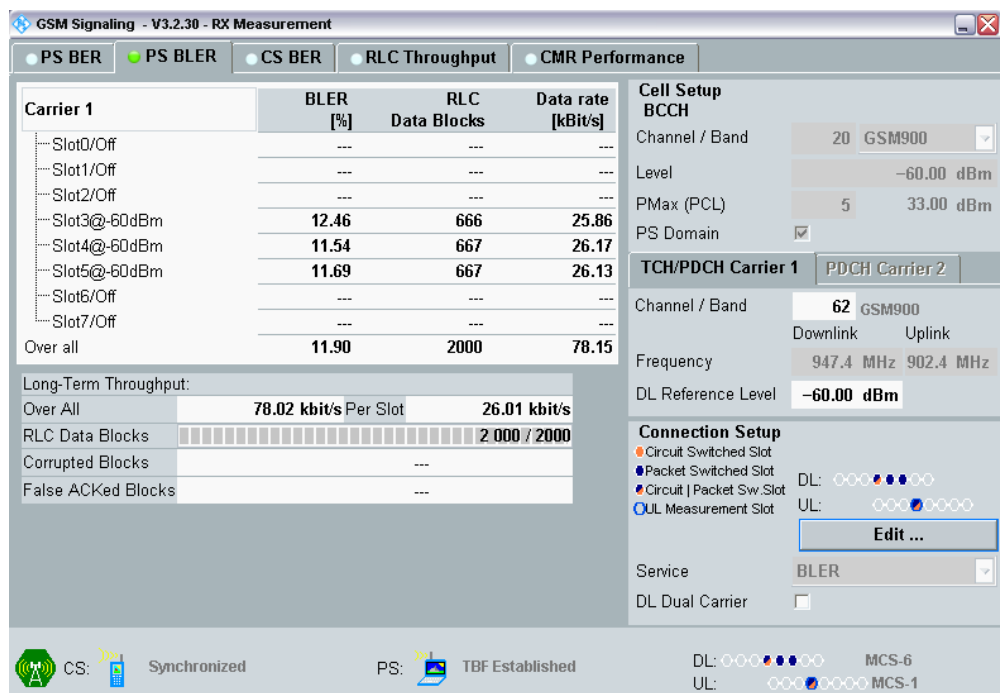 GSM Signaling - V3.2.30 - RX Measurement
PS BER PS BLER CS BER RLC Throughput CMR Performance
Carrier 1 BLER [%] RLC Data Blocks Data rate [kBit/s]
Slot0/Off --- --- ---
Slot1/Off --- --- ---
Slot2/Off --- --- ---
Slot3@-60dBm 12.46 666 25.86
Slot4@-60dBm 11.54 667 26.17
Slot5@-60dBm 11.69 667 26.13
Slot6/Off --- --- ---
Slot7/Off --- --- ---
Over all 11.90 2000 78.15
Long-Term Throughput:
Over All 78.02 kbit/s Per Slot 26.01 kbit/s
RLC Data Blocks 2 000 / 2000
Corrupted Blocks ---
False ACKed Blocks ---
Cell Setup
BCCH
Channel / Band 20 GSM900
Level −60.00 dBm
PMax (PCL) 5 33.00 dBm
PS Domain
TCH/PDCH Carrier 1 PDCH Carrier 2
Channel / Band 62 GSM900
Downlink Uplink
Frequency 947.4 MHz 902.4 MHz
DL Reference Level −60.00 dBm
Connection Setup
Circuit Switched Slot
Packet Switched Slot
Circuit | Packet Sw.Slot
UL Measurement Slot
DL:
UL:
Edit ...
Service BLER
DL Dual Carrier
CS: Synchronized PS: TBF Established
DL: MCS-6
UL: MCS-1